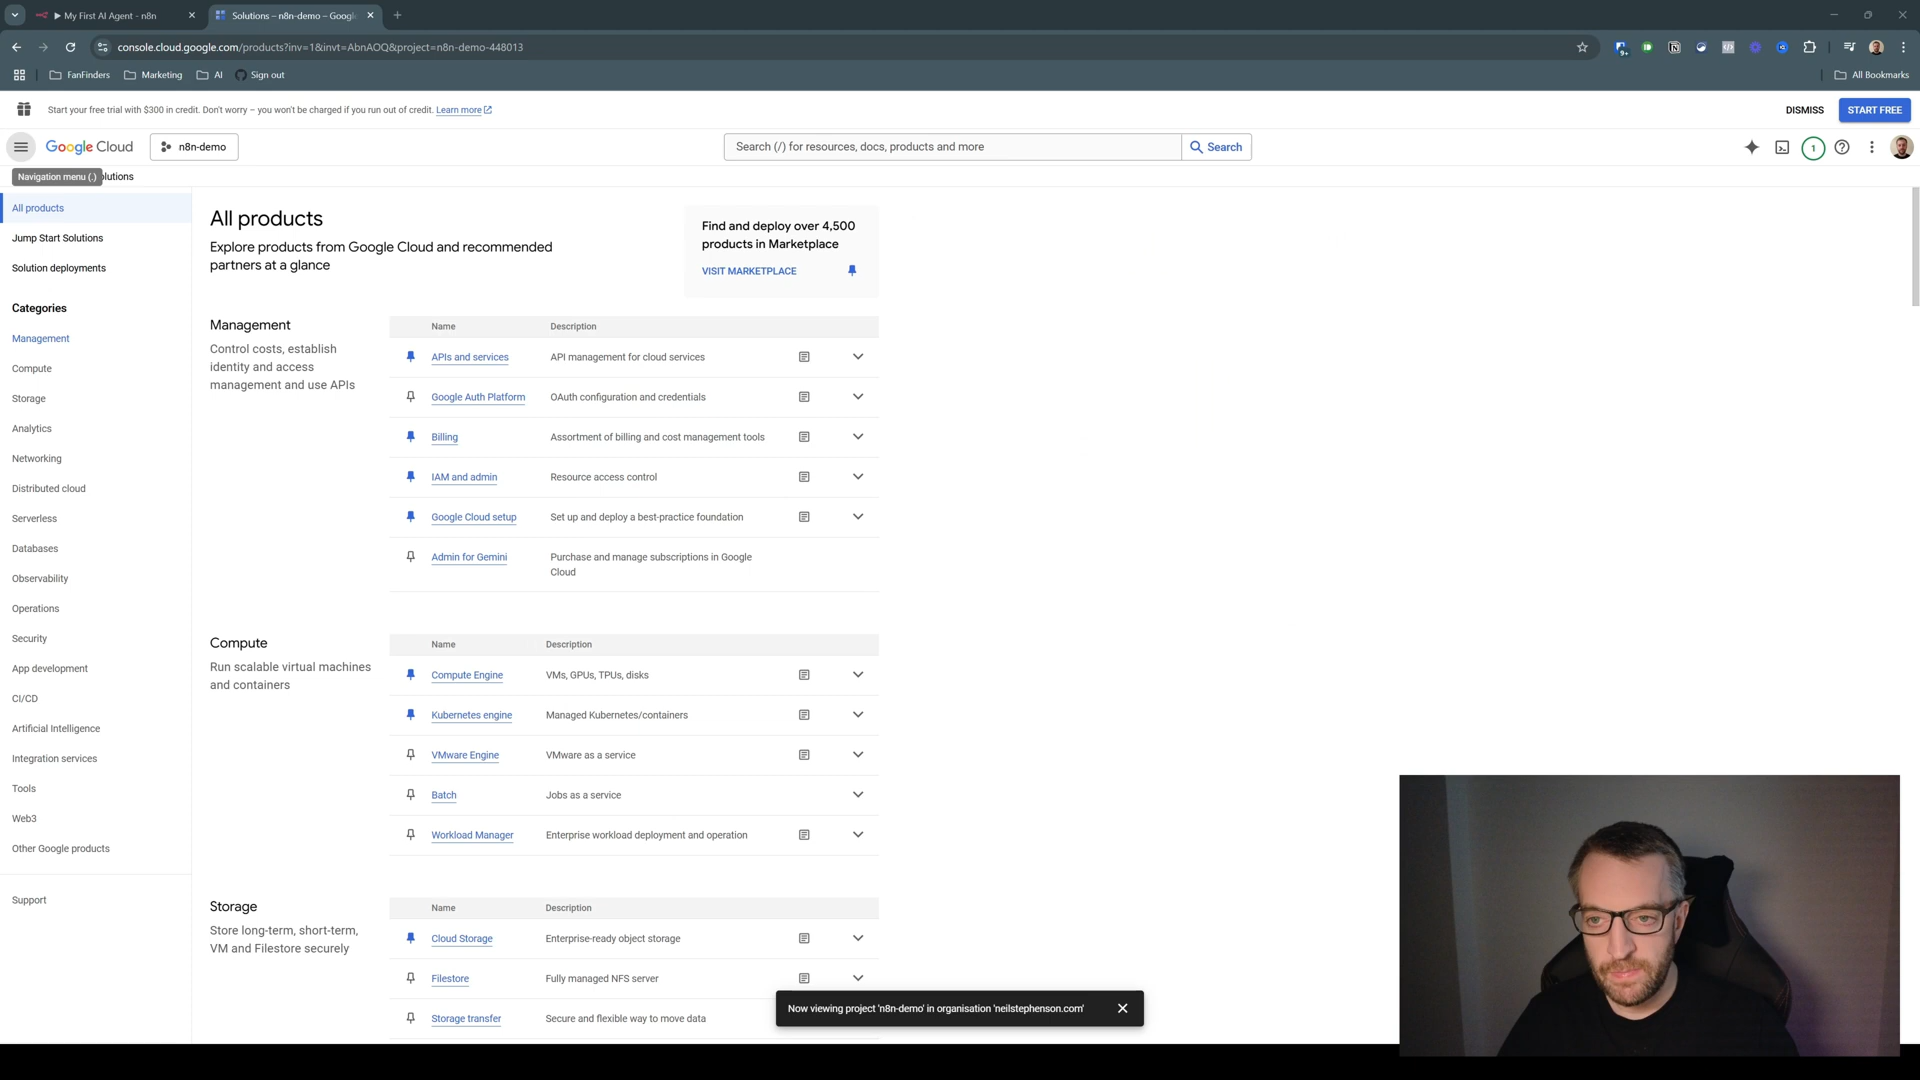 My First AI Agent - n8n
Solutions – n8n-demo – Googl
console.cloud.google.com/products?inv=1&invt=AbnAOQ&project=n8n-demo-448013
9+
FanFinders
Marketing
AI
Sign out
All Bookmarks
Start your free trial with $300 in credit. Don't worry – you won't be charged if you run out of credit. Learn more
DISMISS
START FREE
Google Cloud
n8n-demo
Search (/) for resources, docs, products and more
Search
1
Navigation menu (.)
olutions
All products
Jump Start Solutions
Solution deployments
Categories
Management
Compute
Storage
Analytics
Networking
Distributed cloud
Serverless
Databases
Observability
Operations
Security
App development
CI/CD
Artificial Intelligence
Integration services
Tools
Web3
Other Google products
Support
All products
Explore products from Google Cloud and recommended
partners at a glance
Find and deploy over 4,500
products in Marketplace
VISIT MARKETPLACE
Management
Control costs, establish
identity and access
management and use APIs
Name Description
APIs and services API management for cloud services
Google Auth Platform OAuth configuration and credentials
Billing Assortment of billing and cost management tools
IAM and admin Resource access control
Google Cloud setup Set up and deploy a best-practice foundation
Admin for Gemini Purchase and manage subscriptions in Google
Cloud
Compute
Run scalable virtual machines
and containers
Name Description
Compute Engine VMs, GPUs, TPUs, disks
Kubernetes engine Managed Kubernetes/containers
VMware Engine VMware as a service
Batch Jobs as a service
Workload Manager Enterprise workload deployment and operation
Storage
Store long-term, short-term,
VM and Filestore securely
Name Description
Cloud Storage Enterprise-ready object storage
Filestore Fully managed NFS server
Storage transfer Secure and flexible way to move data
Now viewing project 'n8n-demo' in organisation 'neilstephenson.com'